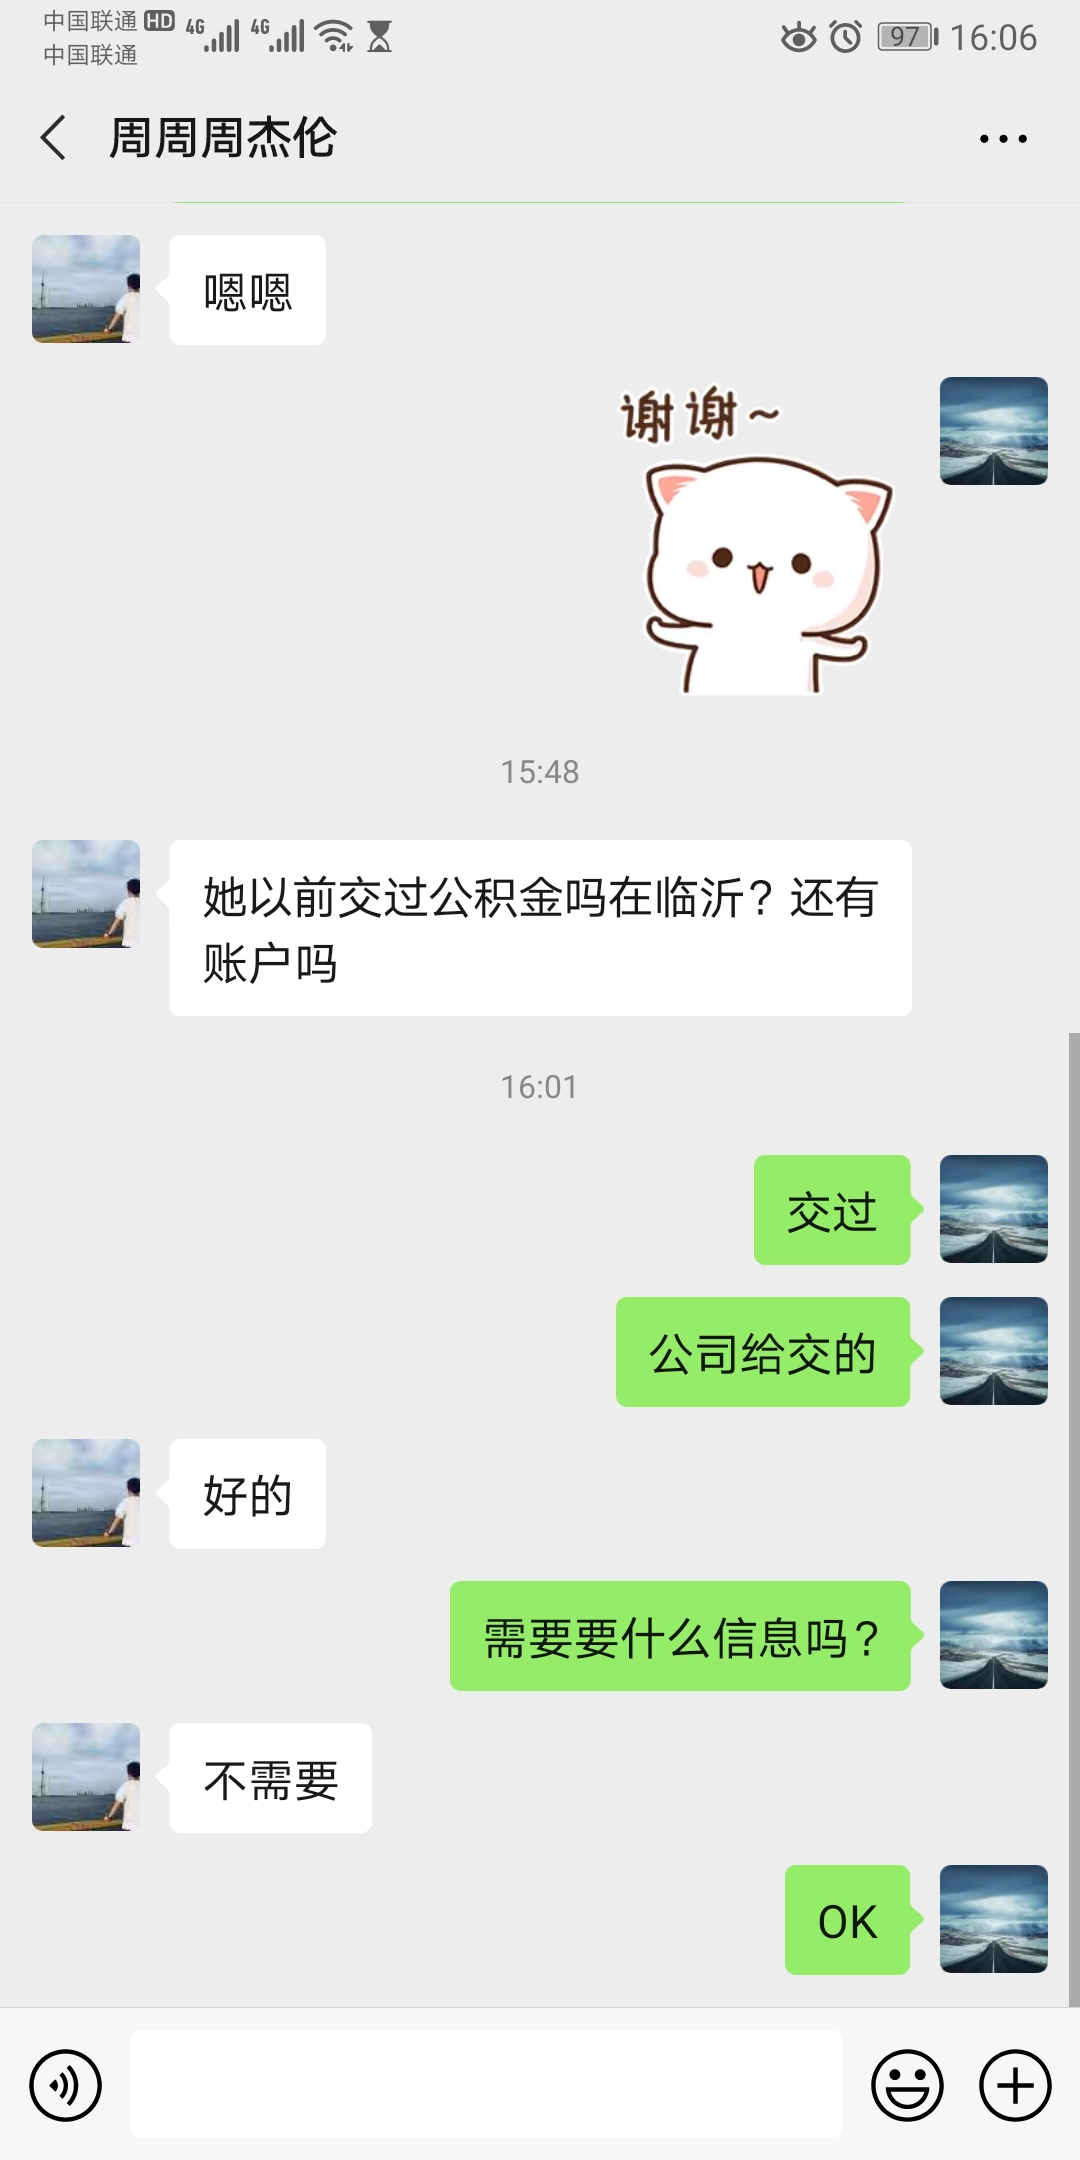 中国联通 HD 4G 4G 97 16:06
中国联通
周周周杰伦
嗯嗯
谢谢~
15:48
她以前交过公积金吗在临沂？还有
账户吗
16:01
交过
公司给交的
好的
需要要什么信息吗？
不需要
OK